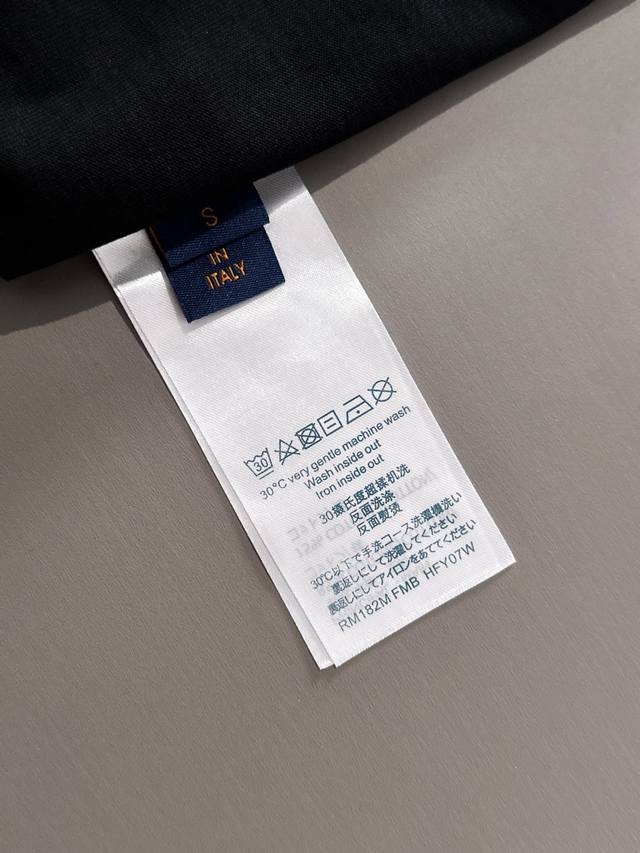 S
IN
ITALY
30
30°C very gentle machine wash
Wash inside out
Iron inside out
30摄氏度超揉机洗
反面洗涤
反面熨烫
30℃以下で手洗コース洗濯機洗い
裏返しにして洗濯してください
裏返しにしてアイロンをあててください
RM182M FMB HFY07W